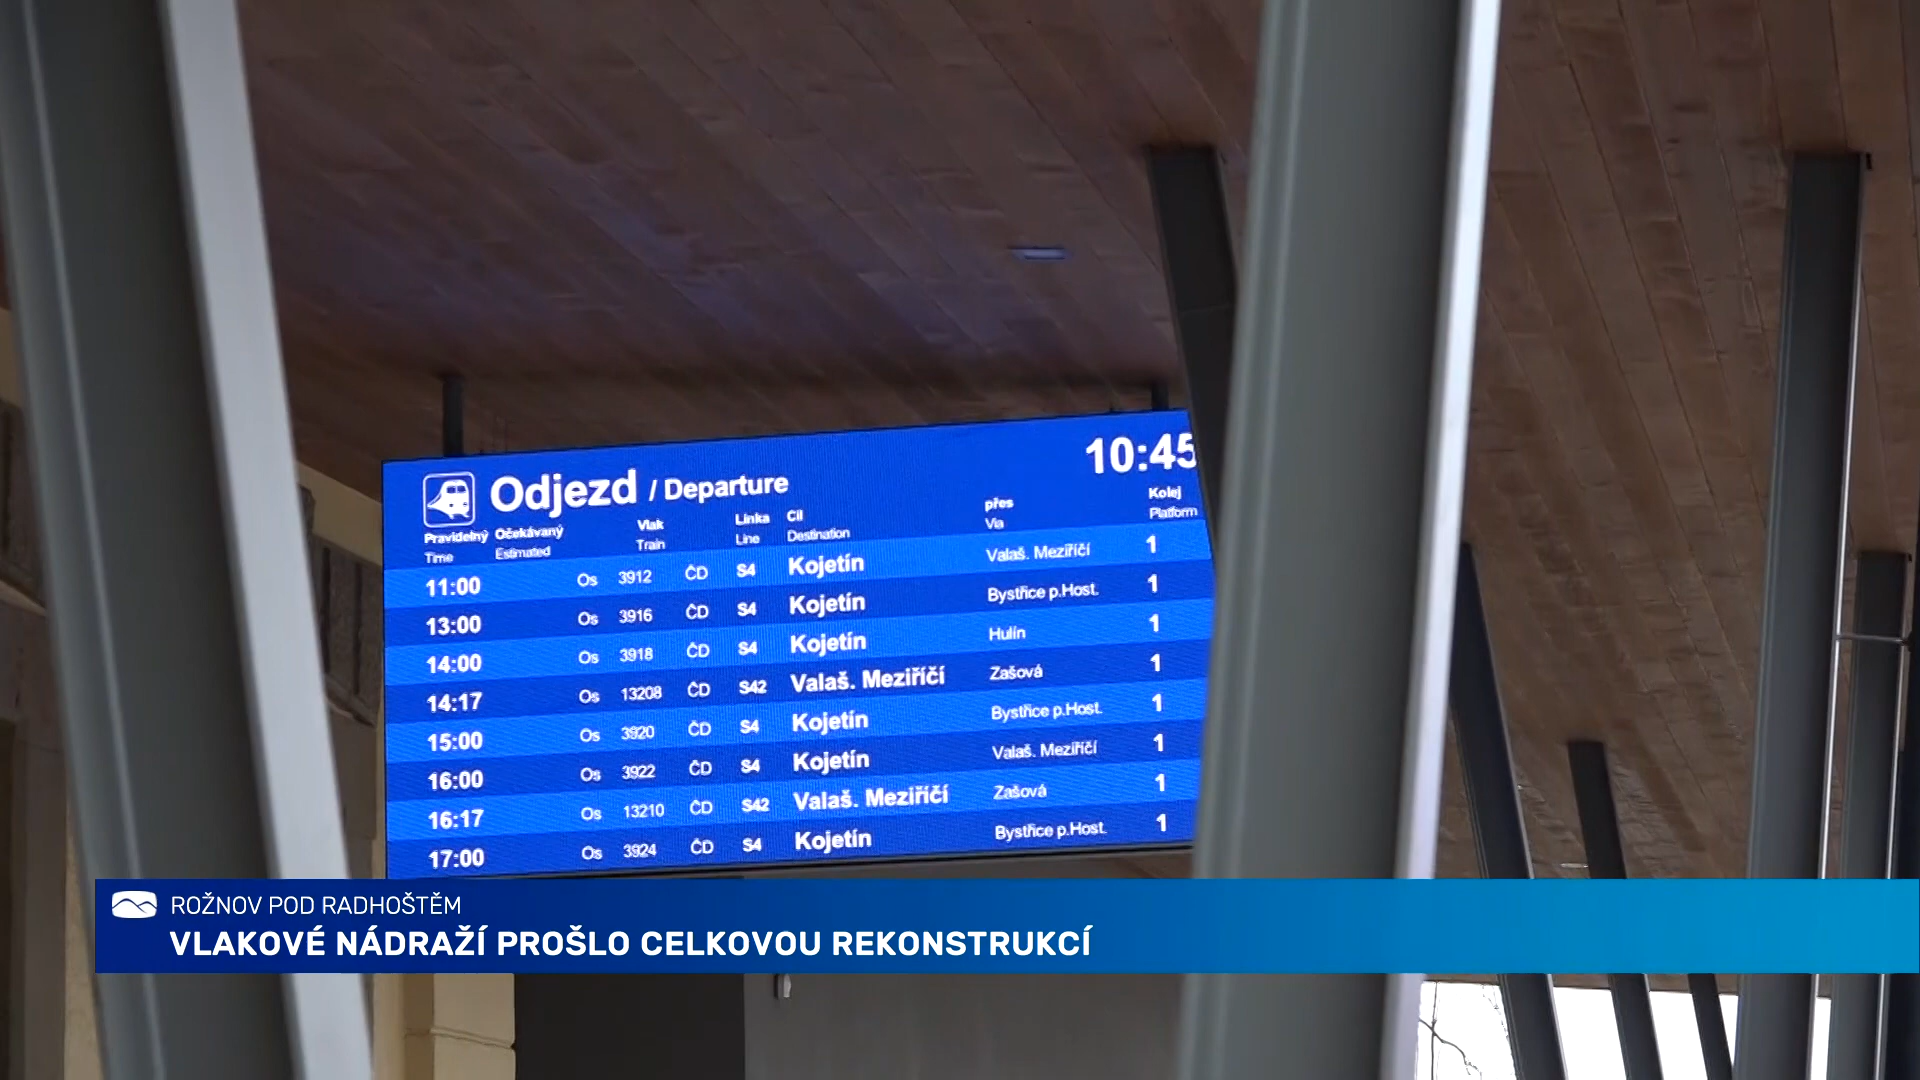 Odjezd / Departure 10:45
Pravidelný Očekávaný Vlak Linka Cíl přes Kolej
Time Estimated Train Line Destination Via Platform
11:00 Os 3912 ČD S4 Kojetín Valaš. Meziříčí 1
13:00 Os 3916 ČD S4 Kojetín Bystřice p.Host. 1
14:00 Os 3918 ČD S4 Kojetín Hulín 1
14:17 Os 13208 ČD S42 Valaš. Meziříčí Zašová 1
15:00 Os 3920 ČD S4 Kojetín Bystřice p.Host. 1
16:00 Os 3922 ČD S4 Kojetín Valaš. Meziříčí 1
16:17 Os 13210 ČD S42 Valaš. Meziříčí Zašová 1
17:00 Os 3924 ČD S4 Kojetín Bystřice p.Host. 1
ROŽNOV POD RADHOŠTĚM
VLAKOVÉ NÁDRAŽÍ PROŠLO CELKOVOU REKONSTRUKCÍ